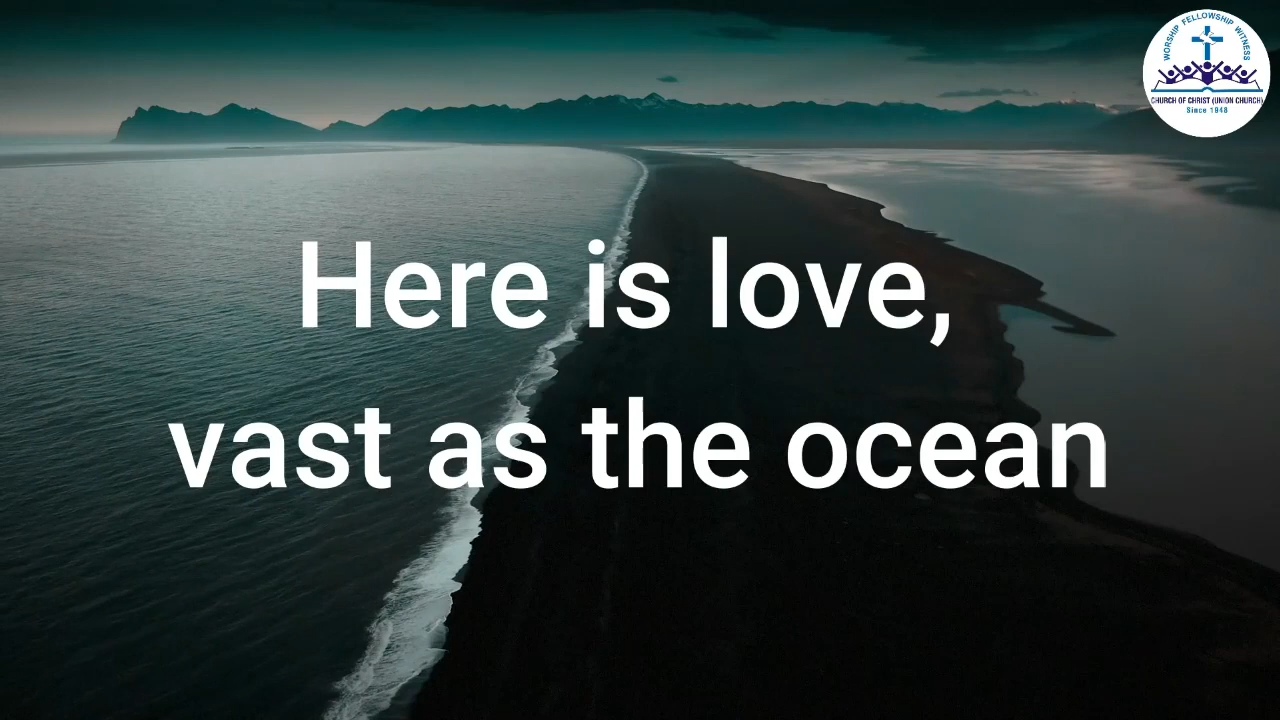 Here is love,
vast as the ocean
WORSHIP FELLOWSHIP WITNESS
CHURCH OF CHRIST (UNION CHURCH)
Since 1948